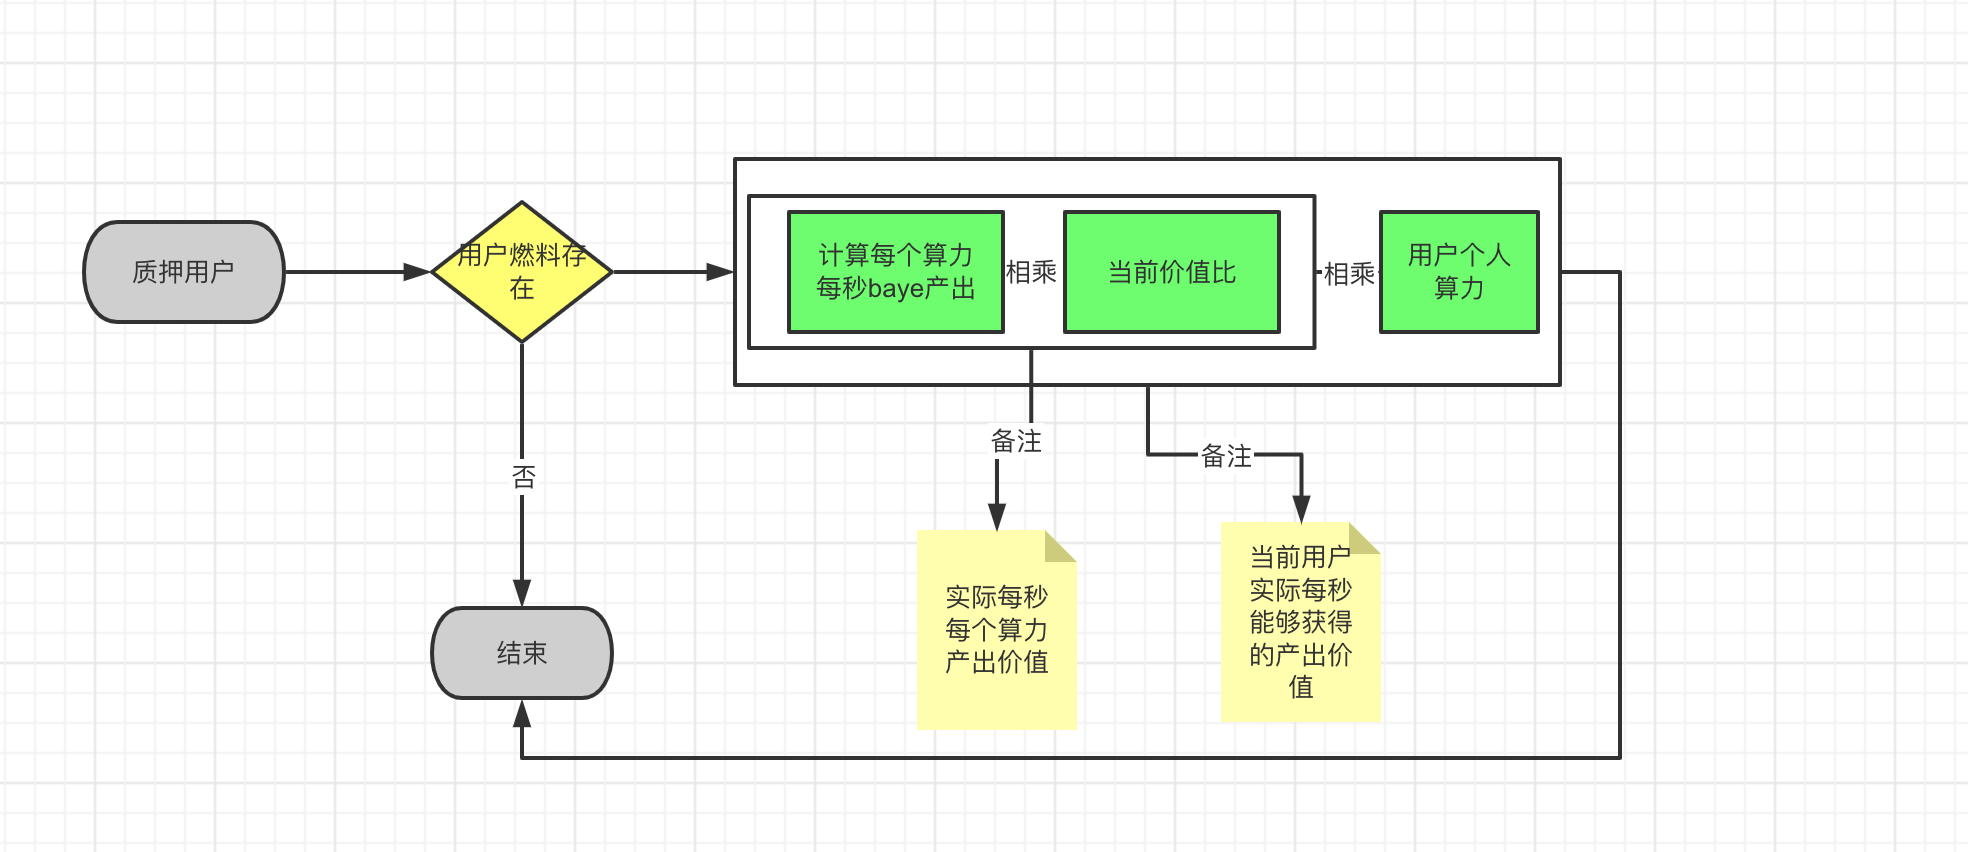 质押用户
用户燃料存
在
计算每个算力
每秒baye产出
相乘
当前价值比
相乘
用户个人
算力
否
备注
备注
实际每秒
每个算力
产出价值
当前用户
实际每秒
能够获得
的产出价
值
结束